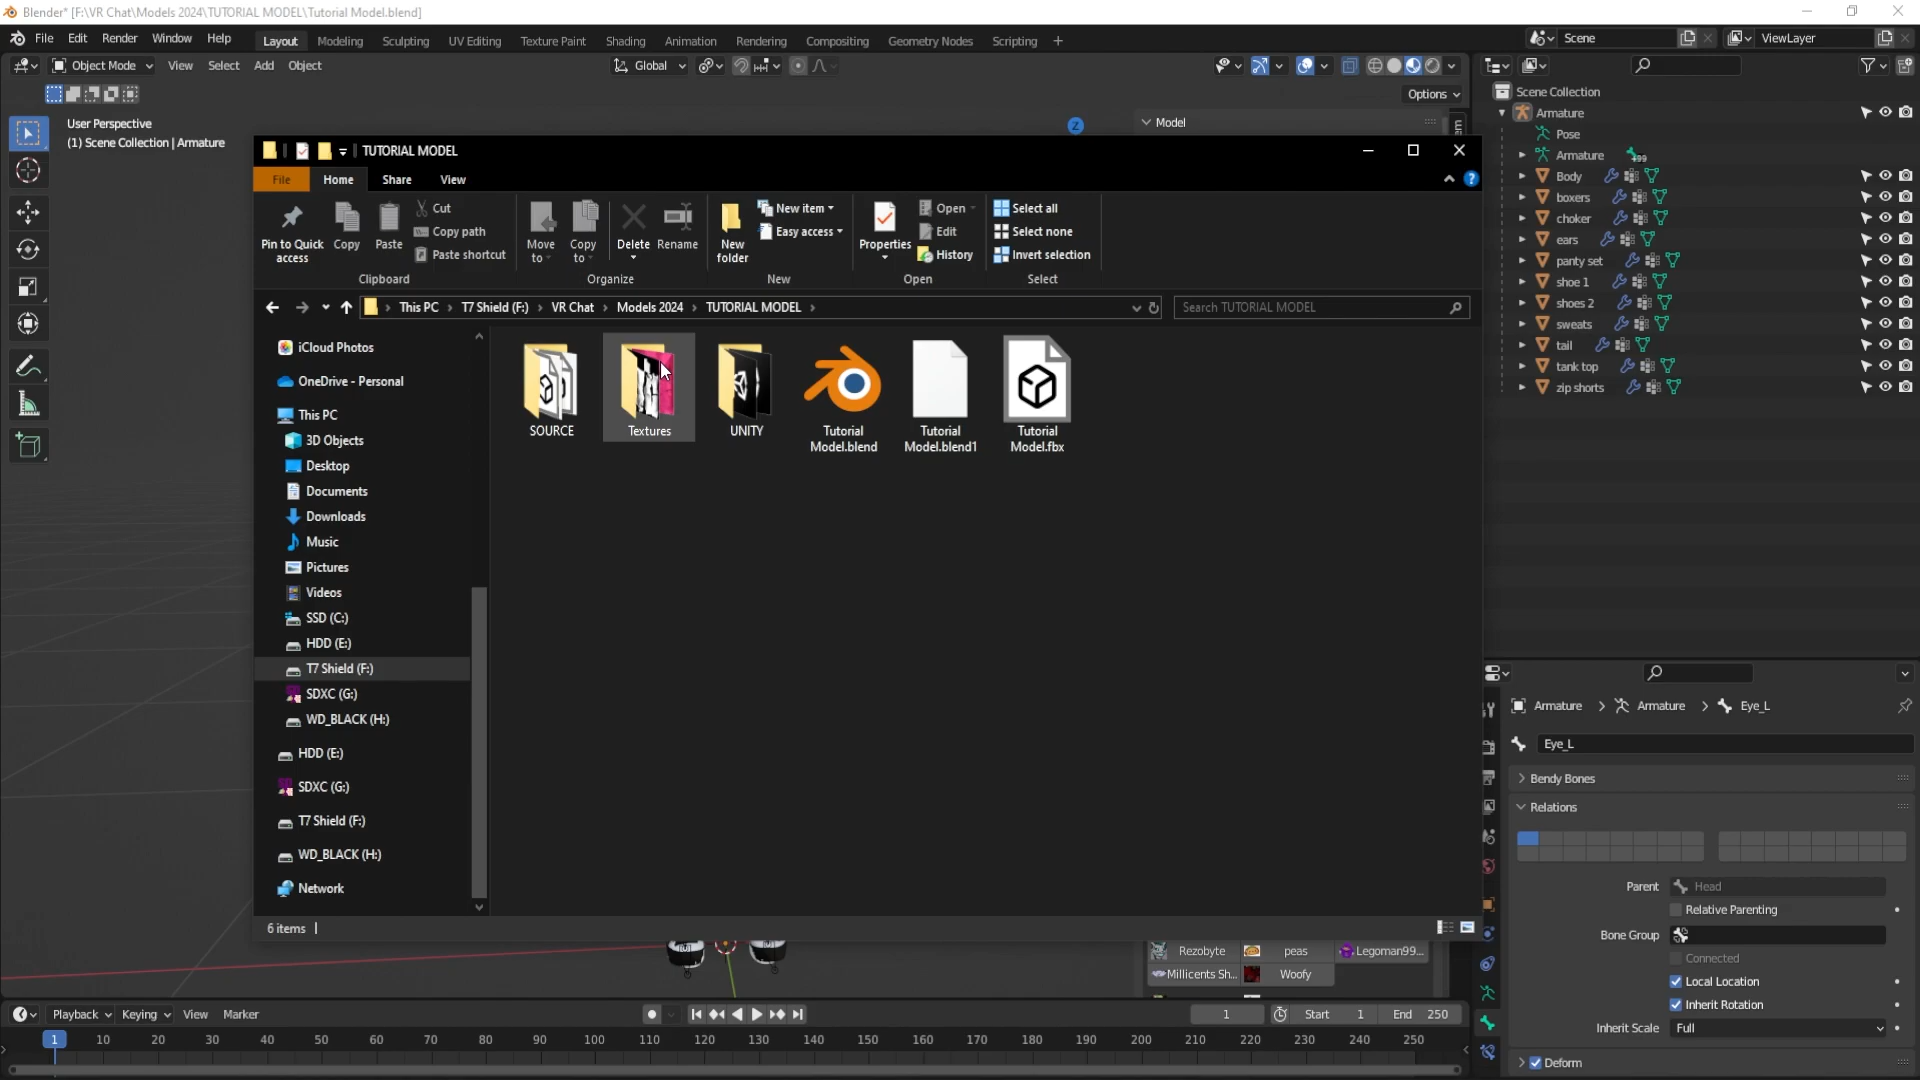 Blender* [F:\VR Chat\Models 2024\TUTORIAL MODEL\Tutorial Model.blend]
File Edit Render Window Help Layout Modeling Sculpting UV Editing Texture Paint Shading Animation Rendering Compositing Geometry Nodes Scripting + Scene ViewLayer
Object Mode View Select Add Object Global
Options
User Perspective
(1) Scene Collection | Armature
Z
Model
TUTORIAL MODEL
File Home Share View
Pin to Quick access
Copy
Paste
Cut
Copy path
Paste shortcut
Clipboard
Move to
Copy to
Delete
Rename
Organize
New folder
New item
Easy access
New
Properties
Open
Edit
History
Open
Select all
Select none
Invert selection
Select
This PC > T7 Shield (F:) > VR Chat > Models 2024 > TUTORIAL MODEL >
Search TUTORIAL MODEL
iCloud Photos
OneDrive - Personal
This PC
3D Objects
Desktop
Documents
Downloads
Music
Pictures
Videos
SSD (C:)
HDD (E:)
T7 Shield (F:)
SDXC (G:)
WD_BLACK (H:)
HDD (E:)
SDXC (G:)
T7 Shield (F:)
WD_BLACK (H:)
Network
SOURCE
Textures
UNITY
Tutorial Model.blend
Tutorial Model.blend1
Tutorial Model.fbx
6 items
Rezobyte peas Legoman99...
Millicents Sh... Woofy
Scene Collection
Armature
Pose
Armature
Body
boxers
choker
ears
panty set
shoe 1
shoes 2
sweats
tail
tank top
zip shorts
Armature > Armature > Eye_L
Eye_L
Bendy Bones
Relations
Parent Head
Relative Parenting
Bone Group
Connected
Local Location
Inherit Rotation
Inherit Scale Full
Deform
Playback Keying View Marker 1 Start 1 End 250
1 10 20 30 40 50 60 70 80 90 100 110 120 130 140 150 160 170 180 190 200 210 220 230 240 250